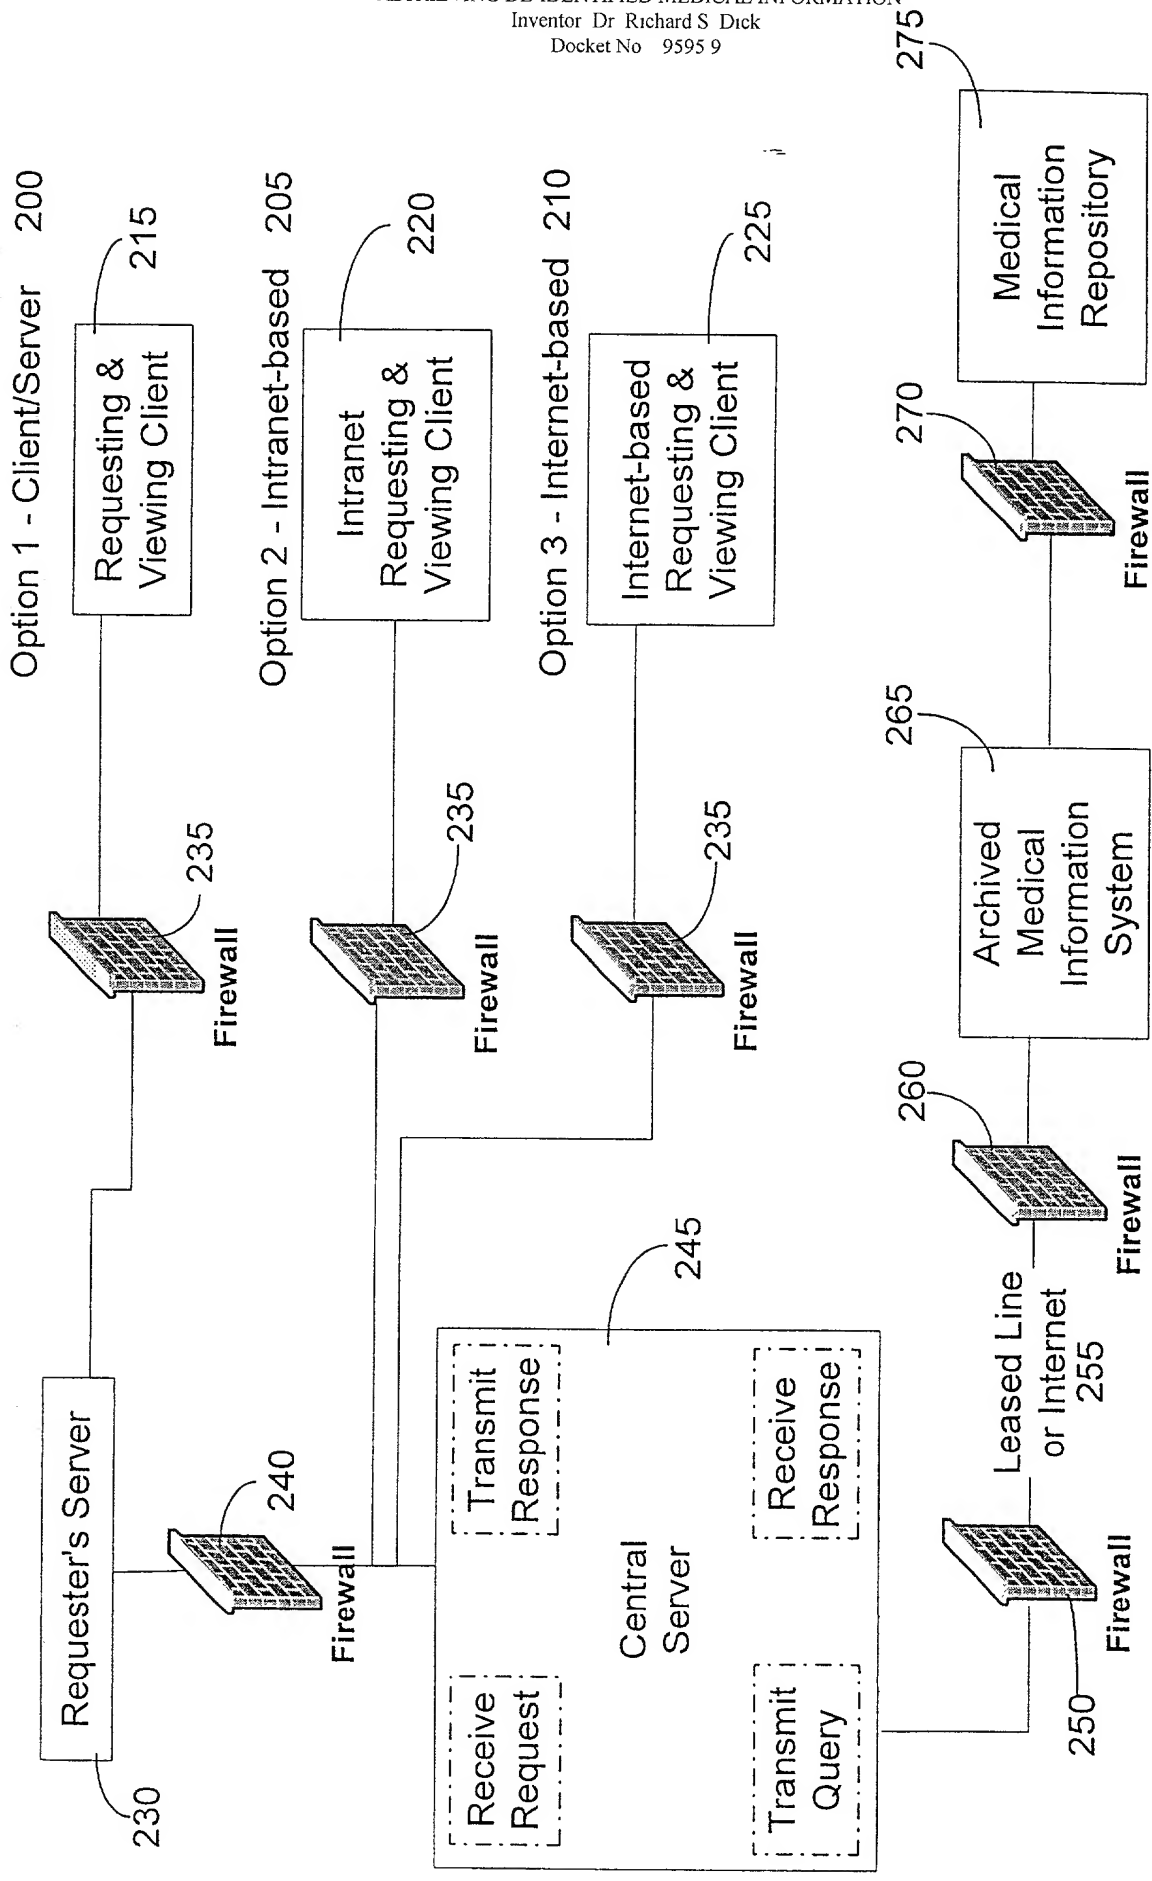 DE-IDENTIFIED MEDICAL INFORMATION
Inventor Dr Richard S Dick
Docket No 9595 9
Option 1 - Client/Server 200
Requesting &
Viewing Client
215
Option 2 - Intranet-based 205
Intranet
Requesting &
Viewing Client
220
Option 3 - Internet-based 210
Internet-based
Requesting &
Viewing Client
225
235
Firewall
235
Firewall
235
Firewall
Requester's Server
230
240
Firewall
Receive
Request
Transmit
Response
Central
Server
245
Transmit
Query
Receive
Response
250
Firewall
Leased Line
or Internet
255
260
Firewall
Archived
Medical
Information
System
265
270
Firewall
Medical
Information
Repository
275